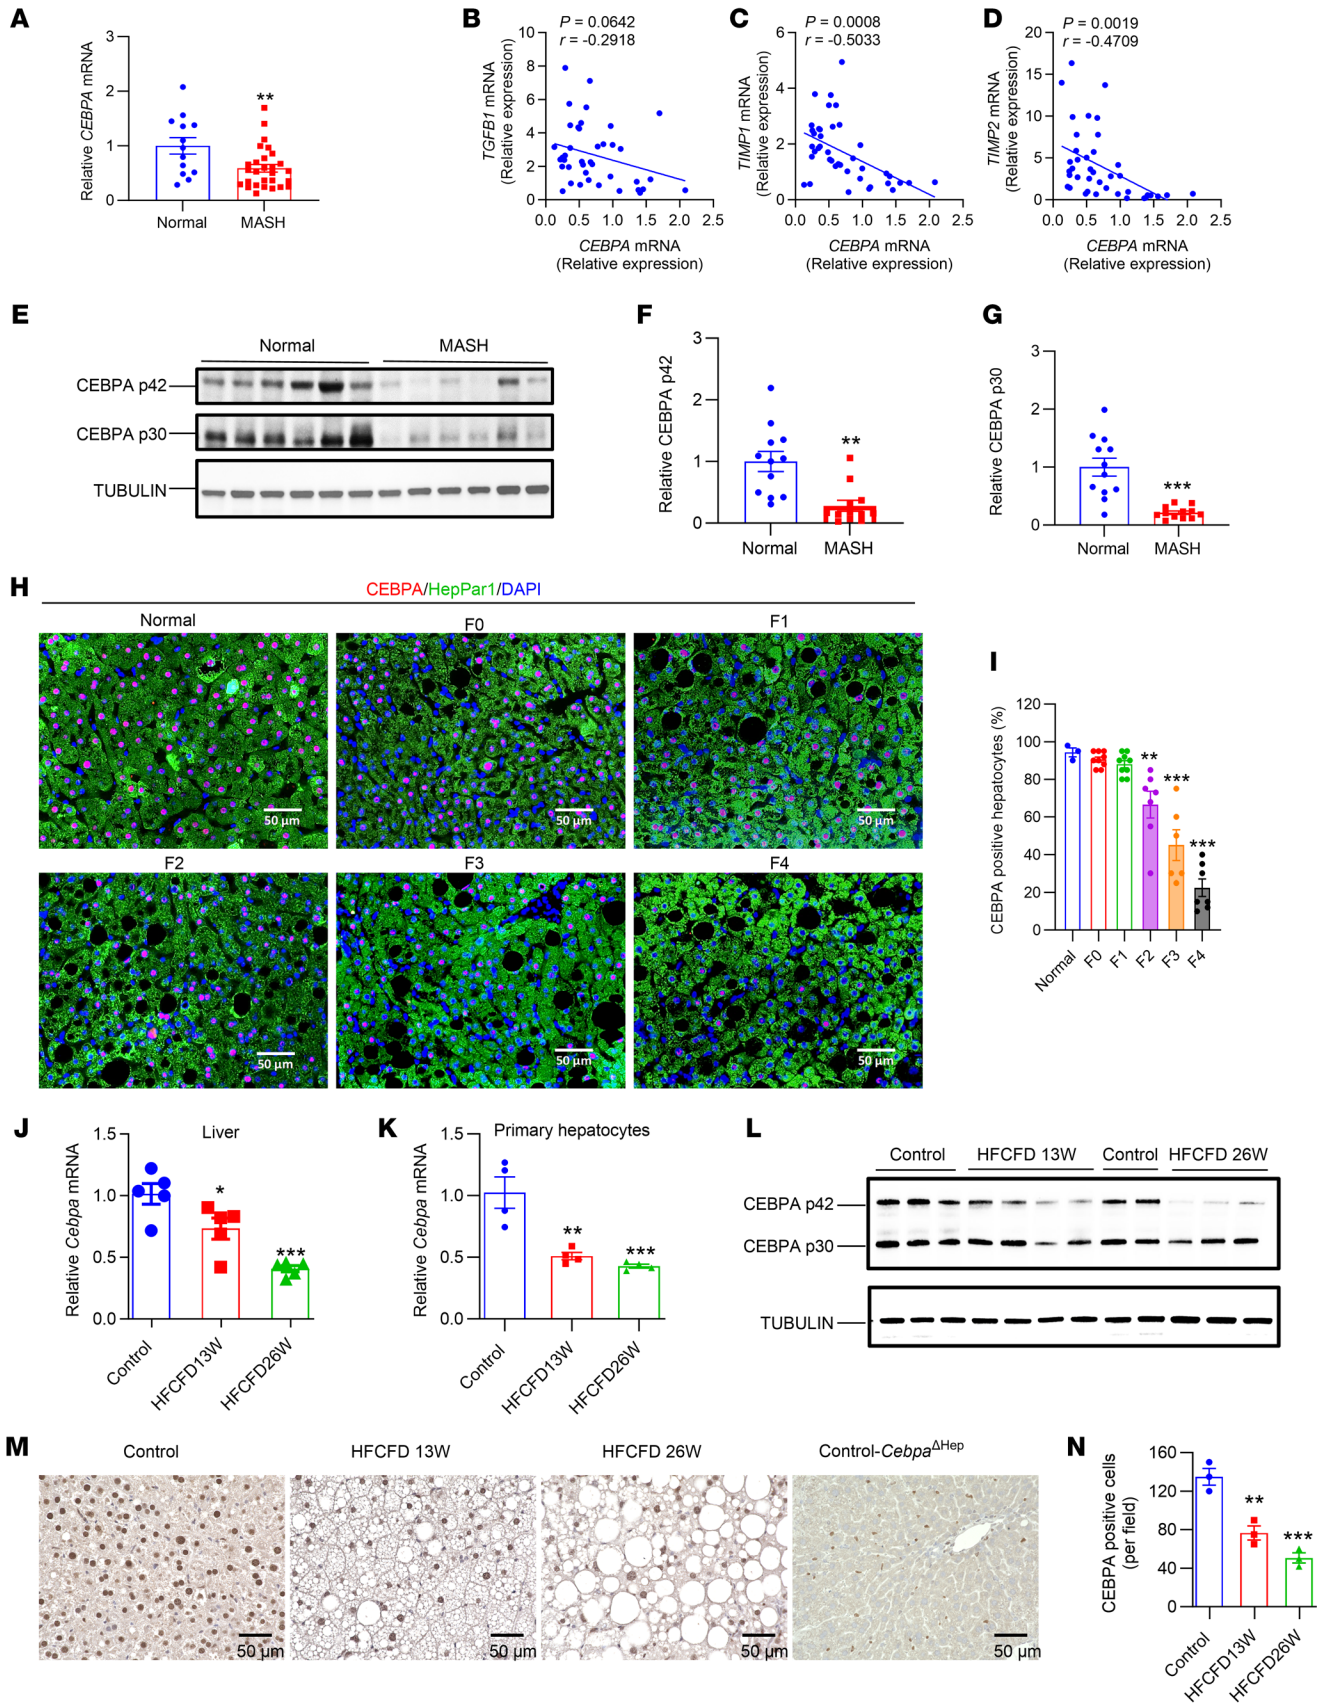 A
Relative CEBPA mRNA
3
2
1
0
**
Normal
MASH
B
P = 0.0642
r = -0.2918
TGFB1 mRNA
(Relative expression)
10
8
6
4
2
0
0.0 0.5 1.0 1.5 2.0 2.5
CEBPA mRNA
(Relative expression)
C
P = 0.0008
r = -0.5033
TIMP1 mRNA
(Relative expression)
6
4
2
0
0.0 0.5 1.0 1.5 2.0 2.5
CEBPA mRNA
(Relative expression)
D
P = 0.0019
r = -0.4709
TIMP2 mRNA
(Relative expression)
20
15
10
5
0
0.0 0.5 1.0 1.5 2.0 2.5
CEBPA mRNA
(Relative expression)
E
Normal
MASH
CEBPA p42
CEBPA p30
TUBULIN
F
Relative CEBPA p42
3
2
1
0
**
Normal
MASH
G
Relative CEBPA p30
3
2
1
0
***
Normal
MASH
H
CEBPA/HepPar1/DAPI
Normal
F0
F1
50 µm
50 µm
50 µm
F2
F3
F4
50 µm
50 µm
50 µm
I
CEBPA positive hepatocytes (%)
120
100
80
60
40
20
0
**
***
***
Normal
F0
F1
F2
F3
F4
J
Liver
Relative Cebpa mRNA
1.5
1.0
0.5
0.0
*
***
Control
HFCFD13W
HFCFD26W
K
Primary hepatocytes
Relative Cebpa mRNA
1.5
1.0
0.5
0.0
**
***
Control
HFCFD13W
HFCFD26W
L
Control
HFCFD 13W
Control
HFCFD 26W
CEBPA p42
CEBPA p30
TUBULIN
M
Control
HFCFD 13W
HFCFD 26W
Control-CebpaΔHep
50 µm
50 µm
50 µm
50 µm
N
CEBPA positive cells
(per field)
160
120
80
40
0
**
***
Control
HFCFD13W
HFCFD26W